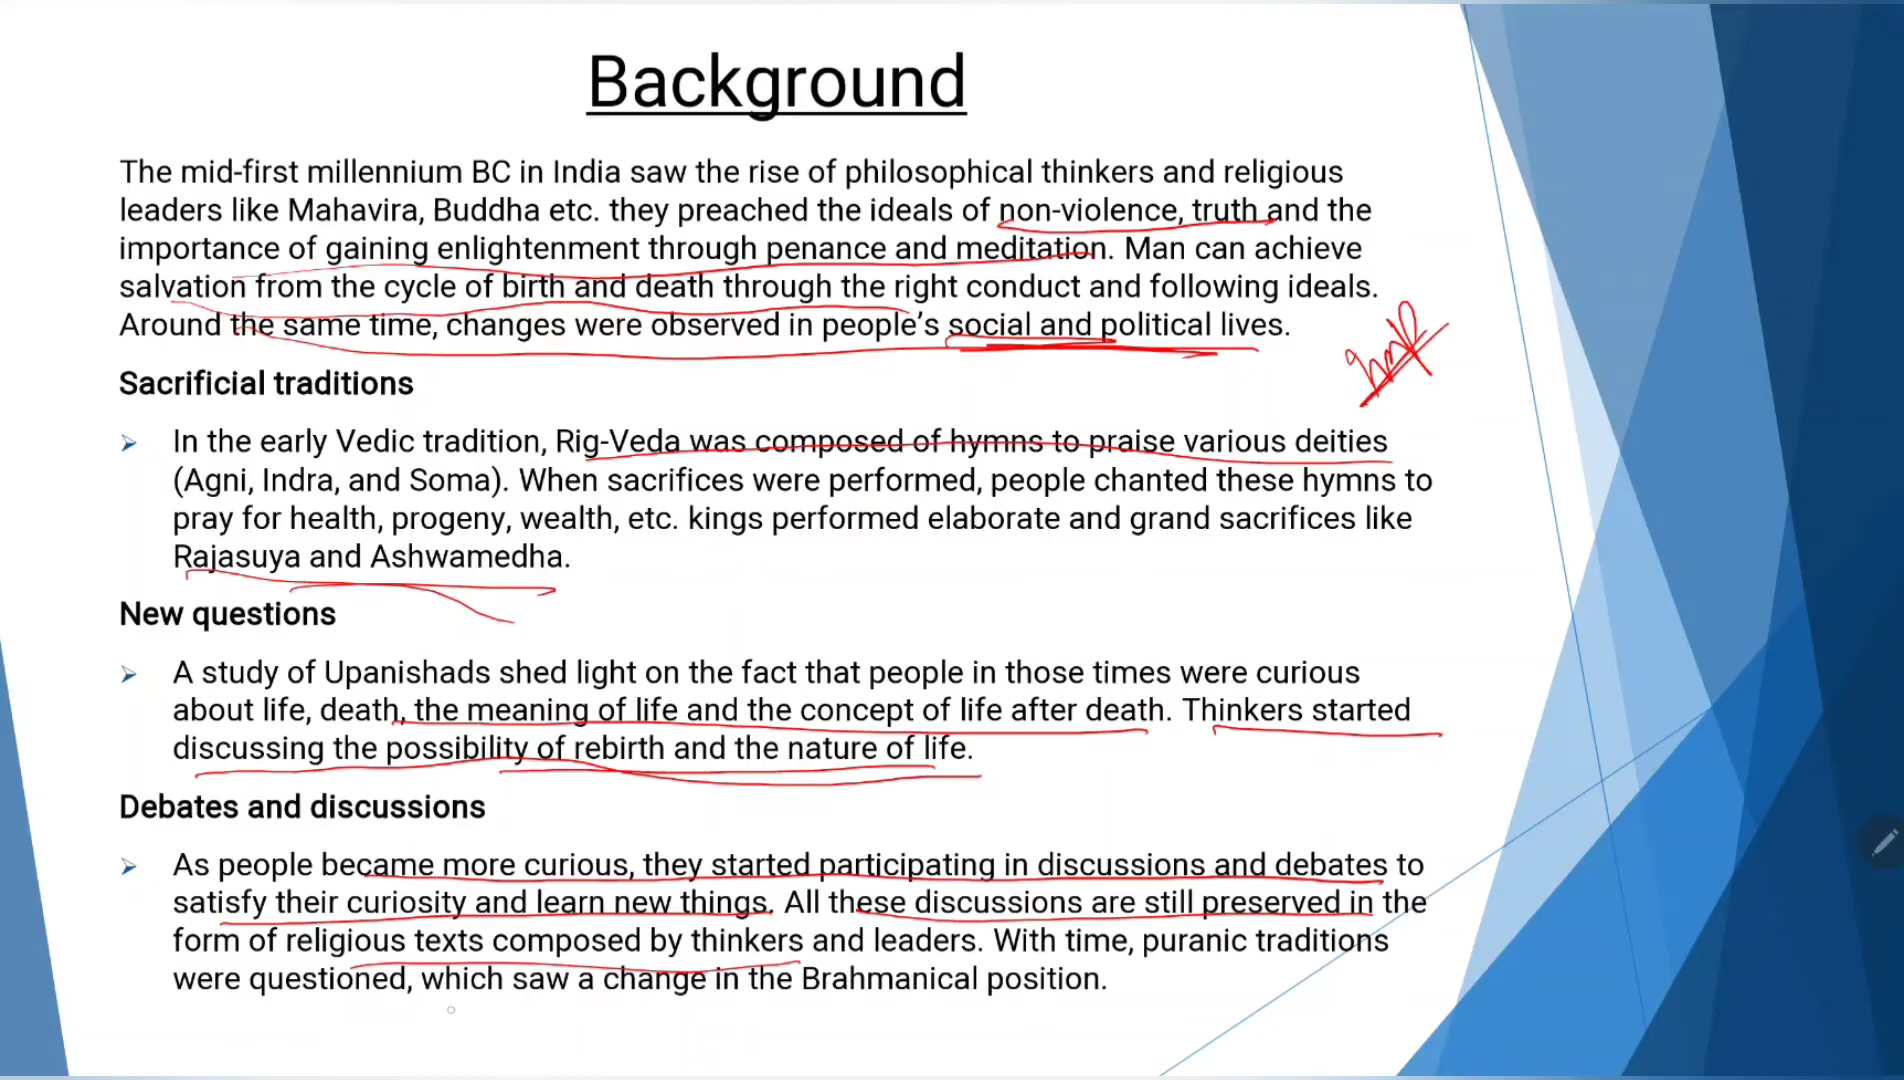 Background
The mid-first millennium BC in India saw the rise of philosophical thinkers and religious
leaders like Mahavira, Buddha etc. they preached the ideals of non-violence, truth and the
importance of gaining enlightenment through penance and meditation. Man can achieve
salvation from the cycle of birth and death through the right conduct and following ideals.
Around the same time, changes were observed in people’s social and political lives.
Imp
Sacrificial traditions
In the early Vedic tradition, Rig-Veda was composed of hymns to praise various deities
(Agni, Indra, and Soma). When sacrifices were performed, people chanted these hymns to
pray for health, progeny, wealth, etc. kings performed elaborate and grand sacrifices like
Rajasuya and Ashwamedha.
New questions
A study of Upanishads shed light on the fact that people in those times were curious
about life, death, the meaning of life and the concept of life after death. Thinkers started
discussing the possibility of rebirth and the nature of life.
Debates and discussions
As people became more curious, they started participating in discussions and debates to
satisfy their curiosity and learn new things. All these discussions are still preserved in the
form of religious texts composed by thinkers and leaders. With time, puranic traditions
were questioned, which saw a change in the Brahmanical position.